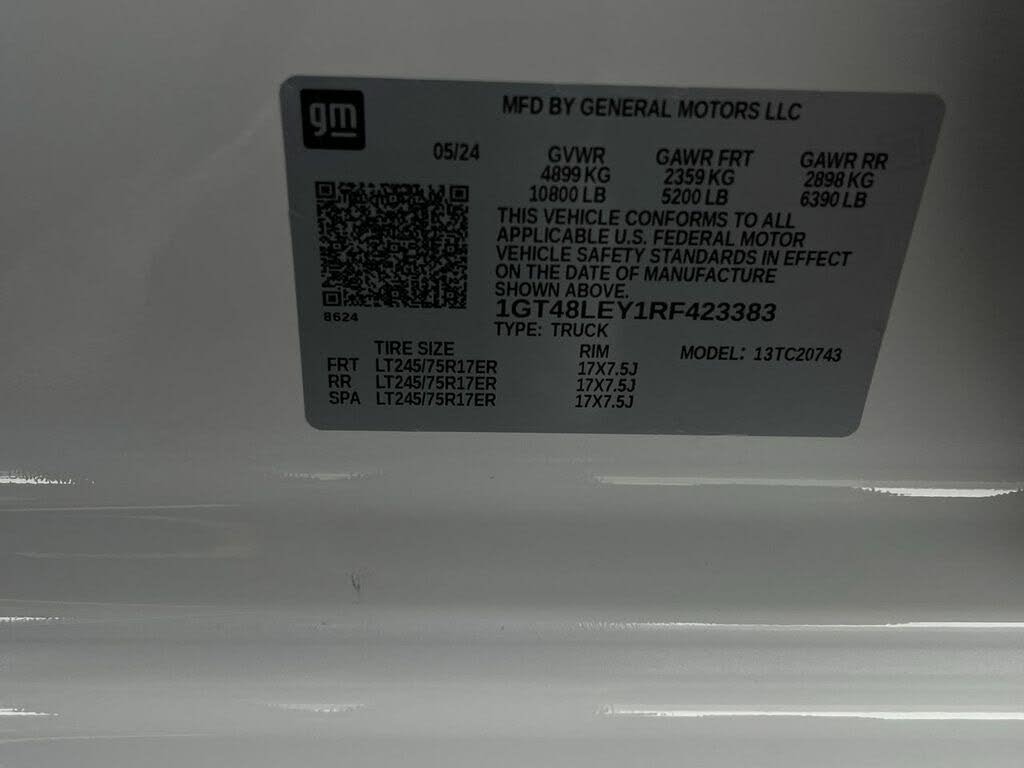 gm
MFD BY GENERAL MOTORS LLC
05/24 GVWR GAWR FRT GAWR RR
4899 KG 2359 KG 2898 KG
10800 LB 5200 LB 6390 LB
THIS VEHICLE CONFORMS TO ALL
APPLICABLE U.S. FEDERAL MOTOR
VEHICLE SAFETY STANDARDS IN EFFECT
ON THE DATE OF MANUFACTURE
SHOWN ABOVE.
8624
1GT48LEY1RF423383
TYPE: TRUCK
TIRE SIZE RIM MODEL: 13TC20743
FRT LT245/75R17ER 17X7.5J
RR LT245/75R17ER 17X7.5J
SPA LT245/75R17ER 17X7.5J